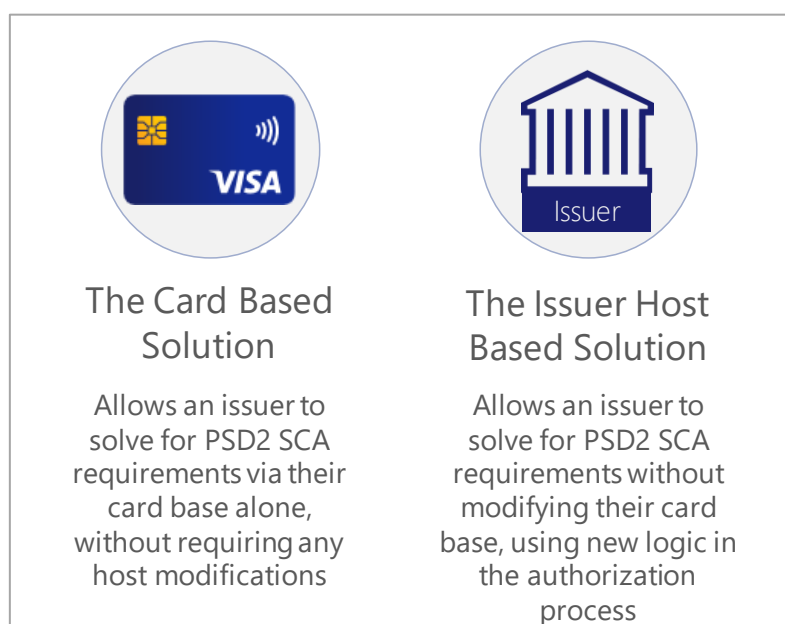 VISA
The Card Based
Solution
Allows an issuer to
solve for PSD2 SCA
requirements via their
card base alone,
without requiring any
host modifications
Issuer
The Issuer Host
Based Solution
Allows an issuer to
solve for PSD2 SCA
requirements without
modifying their card
base, using new logic in
the authorization
process